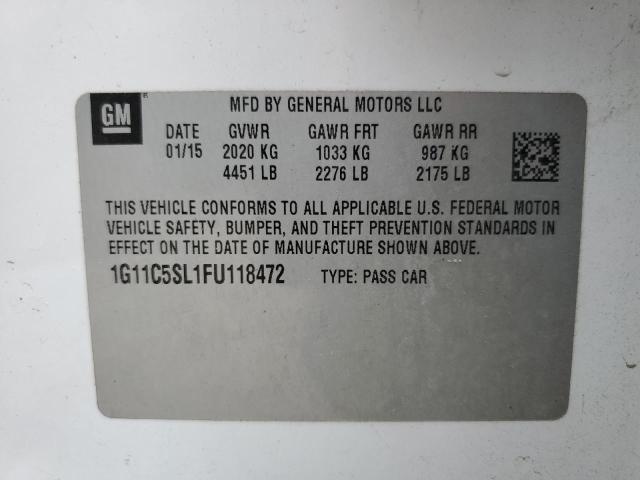 GM
MFD BY GENERAL MOTORS LLC
DATE GVWR GAWR FRT GAWR RR
01/15 2020 KG 1033 KG 987 KG
4451 LB 2276 LB 2175 LB
THIS VEHICLE CONFORMS TO ALL APPLICABLE U.S. FEDERAL MOTOR
VEHICLE SAFETY, BUMPER, AND THEFT PREVENTION STANDARDS IN
EFFECT ON THE DATE OF MANUFACTURE SHOWN ABOVE.
1G11C5SL1FU118472 TYPE: PASS CAR